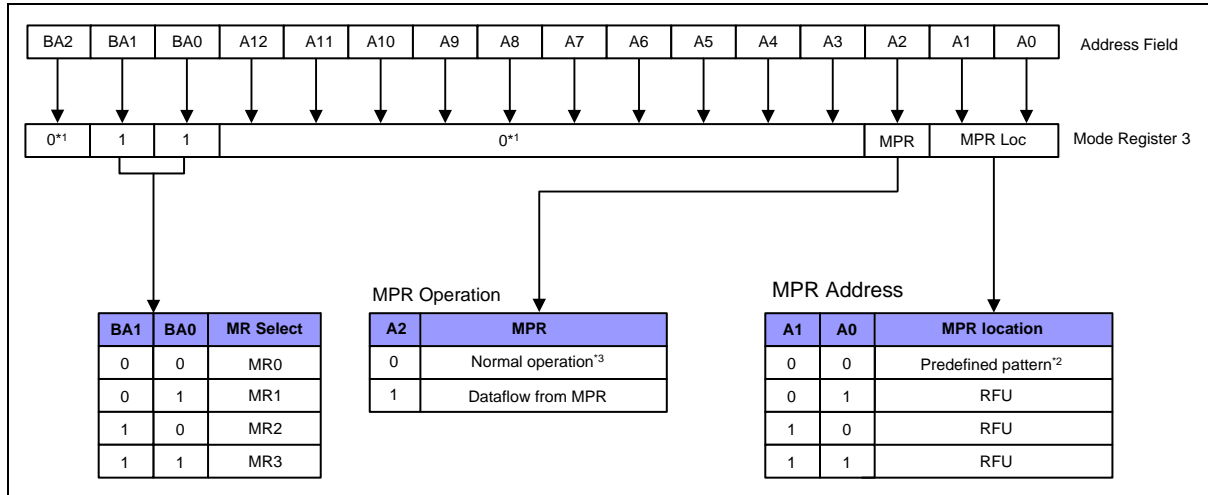 BA2 BA1 BA0 A12 A11 A10 A9 A8 A7 A6 A5 A4 A3 A2 A1 A0 Address Field
0*1 1 1 0*1 MPR MPR Loc Mode Register 3
MPR Operation
MPR Address
BA1 BA0 MR Select
0 0 MR0
0 1 MR1
1 0 MR2
1 1 MR3
A2 MPR
0 Normal operation*3
1 Dataflow from MPR
A1 A0 MPR location
0 0 Predefined pattern*2
0 1 RFU
1 0 RFU
1 1 RFU